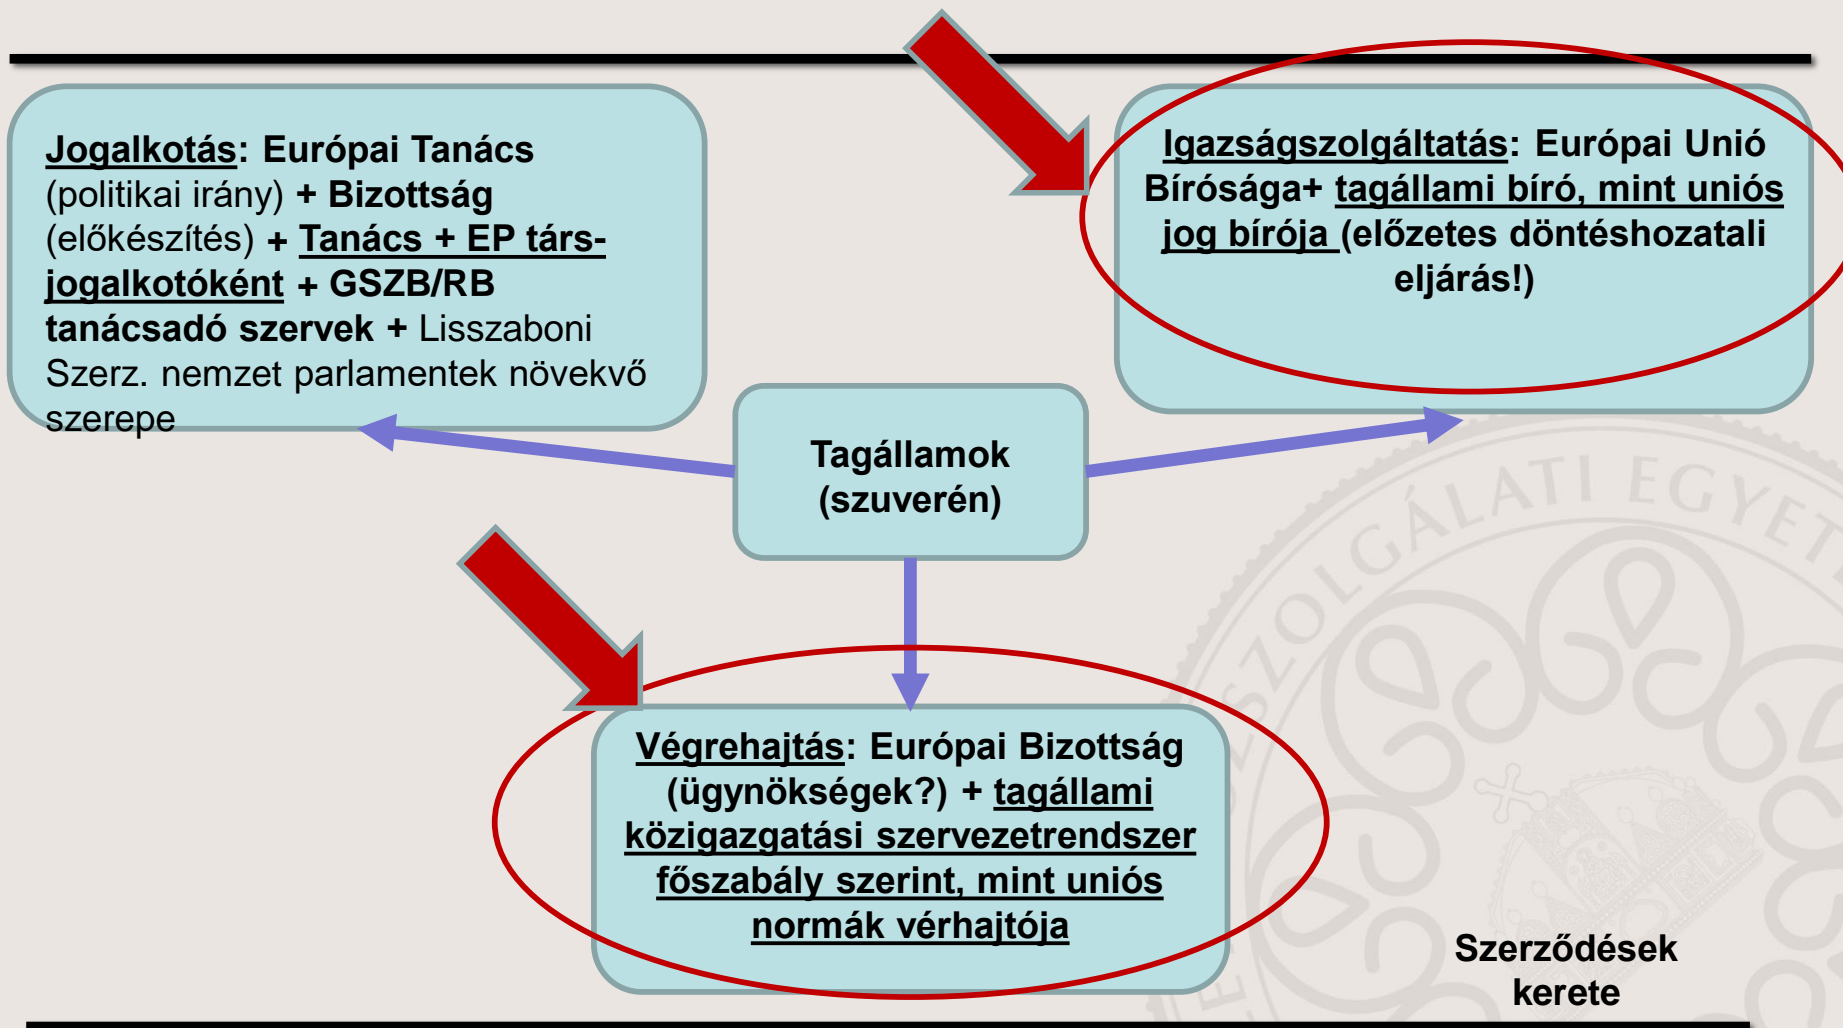 Jogalkotás: Európai Tanács
(politikai irány) + Bizottság
(előkészítés) + Tanács + EP társ-
jogalkotóként + GSZB/RB
tanácsadó szervek + Lisszaboni
Szerz. nemzet parlamentek növekvő
szerepe
Igazságszolgáltatás: Európai Unió
Bírósága+ tagállami bíró, mint uniós
jog bírója (előzetes döntéshozatali
eljárás!)
Tagállamok
(szuverén)
Végrehajtás: Európai Bizottság
(ügynökségek?) + tagállami
közigazgatási szervezetrendszer
főszabály szerint, mint uniós
normák vérhajtója
Szerződések
kerete